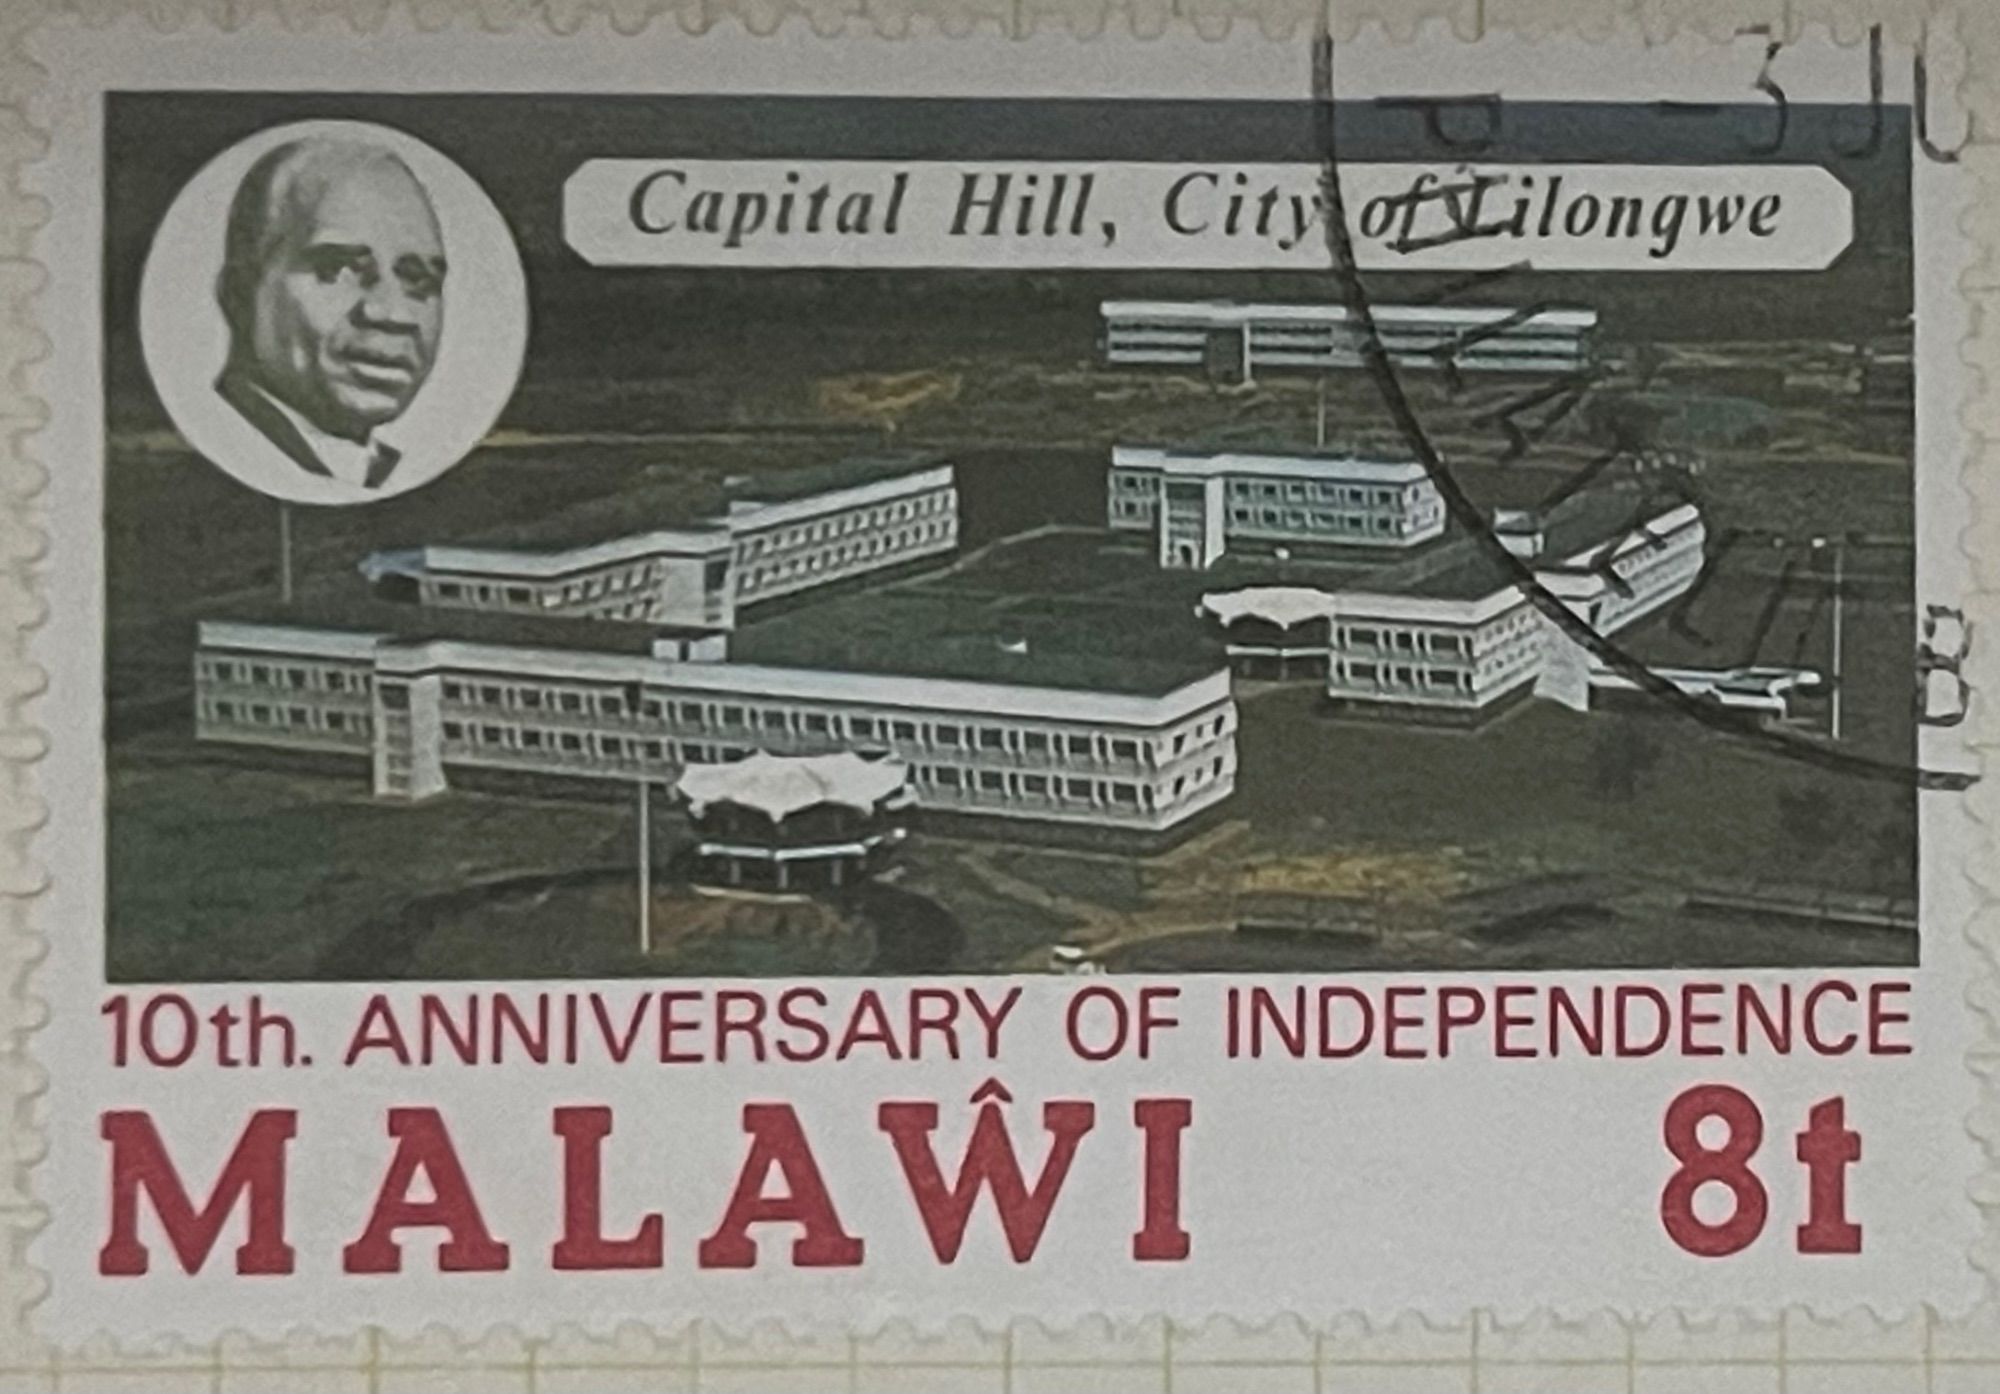 Capital Hill, City of Lilongwe
10th. ANNIVERSARY OF INDEPENDENCE
MALAŴI 8t